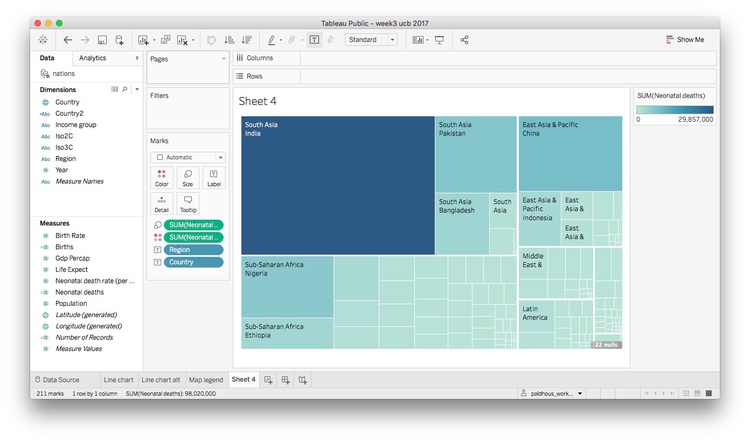 Tableau Public - week3 ucb 2017
Standard
Show Me
Data
Analytics
nations
Dimensions
Country
Abc Country2
Abc Income group
Abc Iso2C
Abc Iso3C
Abc Region
Year
Abc Measure Names
Measures
Birth Rate
Births
Gdp Percap
Life Expect
Neonatal death rate (per ...
Neonatal deaths
Population
Latitude (generated)
Longitude (generated)
Number of Records
Measure Values
Pages
Filters
Marks
Automatic
Color
Size
Label
Detail
Tooltip
SUM(Neonatal ..
SUM(Neonatal ..
Region
Country
Columns
Rows
Sheet 4
South Asia
India
South Asia
Pakistan
East Asia & Pacific
China
South Asia
Bangladesh
South
Asia
East Asia &
Pacific
Indonesia
East
Asia &
East
Asia &
Sub-Saharan Africa
Nigeria
Middle
East &
Sub-Saharan Africa
Ethiopia
Latin
America
22 nulls
SUM(Neonatal deaths)
0
29,857,000
Data Source
Line chart
Line chart alt
Map legend
Sheet 4
211 marks
1 row by 1 column
SUM(Neonatal deaths): 98,020,000
paldhous_work...